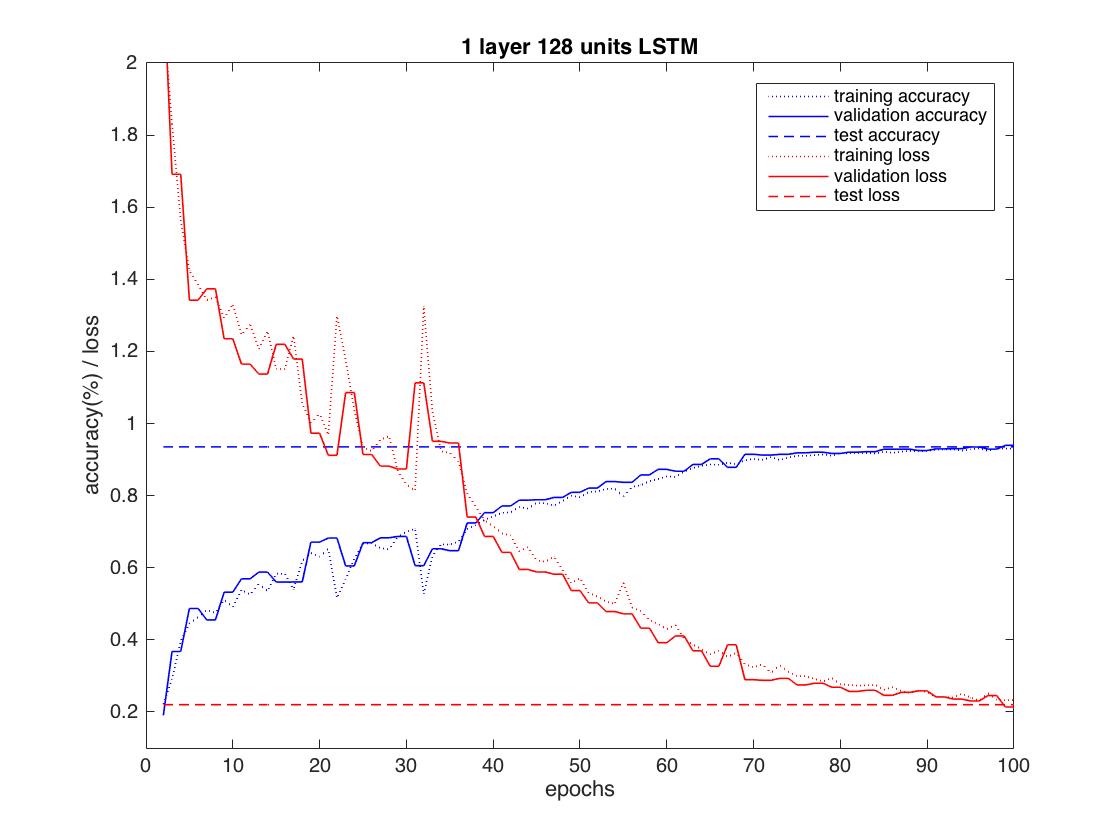 1 layer 128 units LSTM
training accuracy
validation accuracy
test accuracy
training loss
validation loss
test loss
accuracy(%) / loss
2
1.8
1.6
1.4
1.2
1
0.8
0.6
0.4
0.2
0 10 20 30 40 50 60 70 80 90 100
epochs